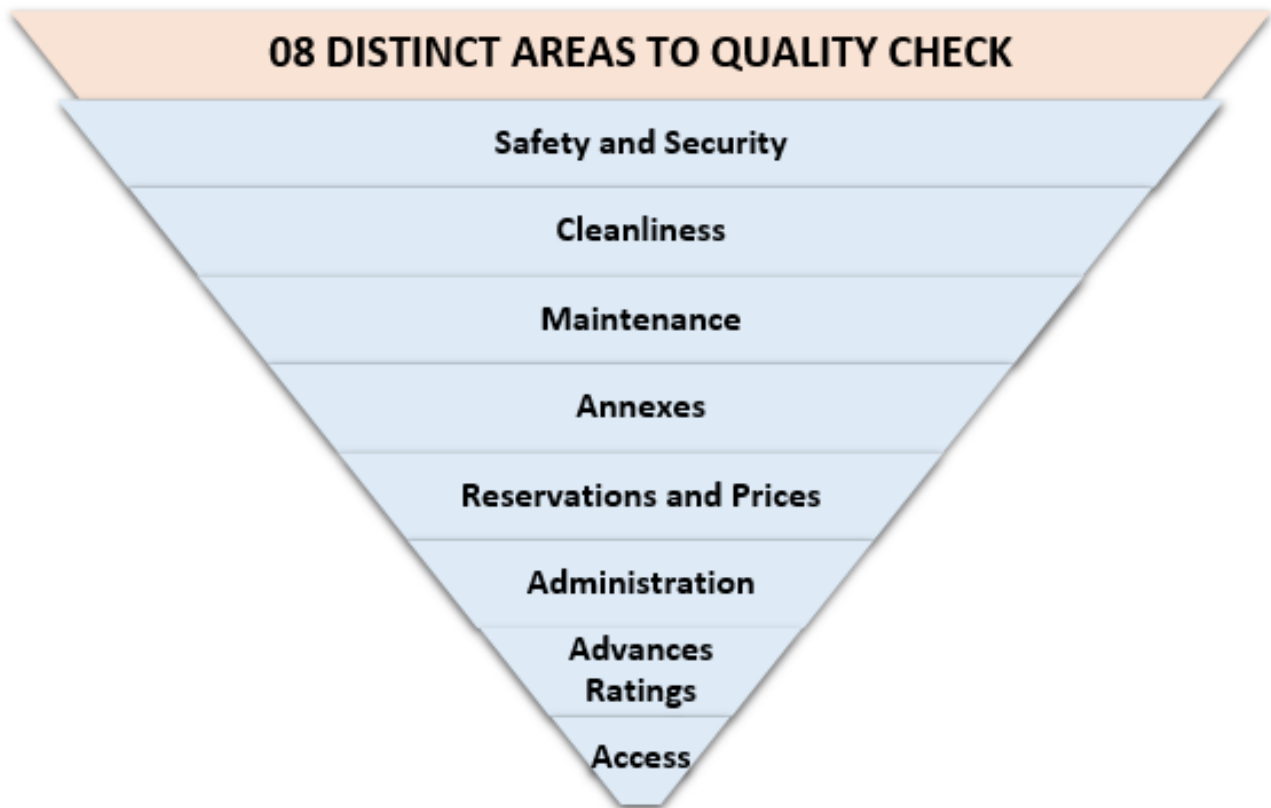 08 DISTINCT AREAS TO QUALITY CHECK
Safety and Security
Cleanliness
Maintenance
Annexes
Reservations and Prices
Administration
Advances
Ratings
Access